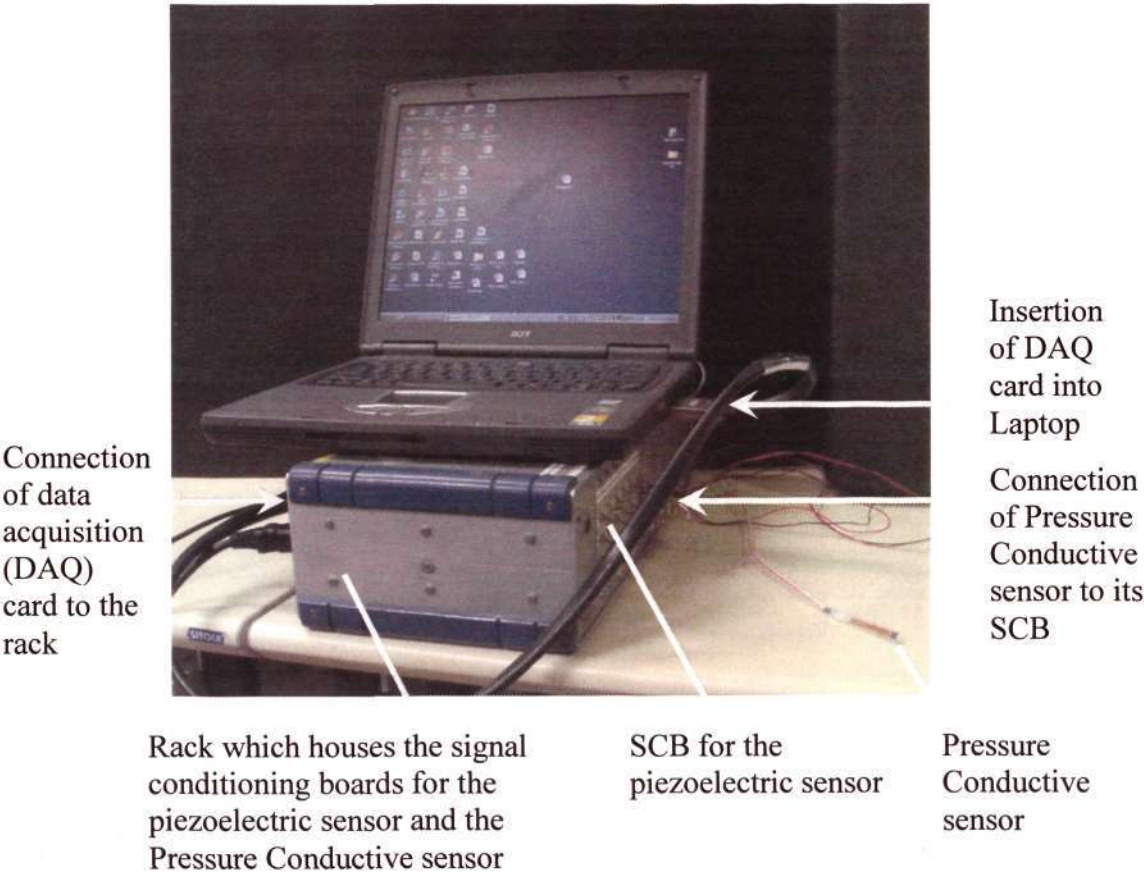 acer
Insertion
of DAQ
card into
Laptop
Connection
of data
acquisition
(DAQ)
card to the
rack
Connection
of Pressure
Conductive
sensor to its
SCB
Rack which houses the signal
conditioning boards for the
piezoelectric sensor and the
Pressure Conductive sensor
SCB for the
piezoelectric sensor
Pressure
Conductive
sensor